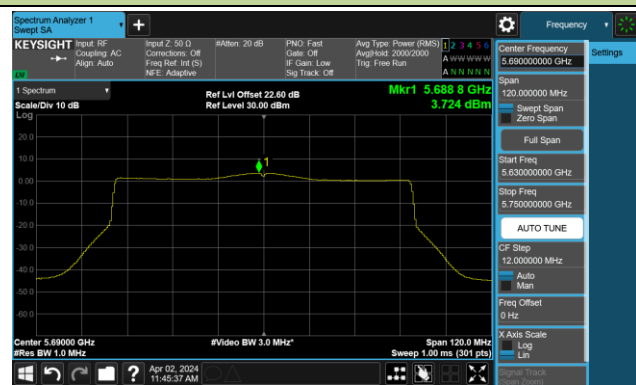 Spectrum Analyzer 1
Swept SA
+
Frequency
KEYSIGHT
Input: RF
Coupling: AC
Align: Auto
Input Z: 50 Ω
Corrections: Off
Freq Ref: Int (S)
NFE: Adaptive
#Atten: 20 dB
PNO: Fast
Gate: Off
IF Gain: Low
Sig Track: Off
Avg Type: Power (RMS)
Avg|Hold: 2000/2000
Trig: Free Run
1 2 3 4 5 6
A W W W W W
A N N N N N
LW
1 Spectrum
Scale/Div 10 dB
Log
Ref Lvl Offset 22.60 dB
Ref Level 30.00 dBm
Mkr1 5.688 8 GHz
3.724 dBm
20.0
10.0
0.00
-10.0
-20.0
-30.0
-40.0
-50.0
-60.0
1
Center 5.69000 GHz
#Res BW 1.0 MHz
#Video BW 3.0 MHz*
Span 120.0 MHz
Sweep 1.00 ms (301 pts)
Apr 02, 2024
11:45:37 AM
Center Frequency
5.690000000 GHz
Span
120.000000 MHz
Swept Span
Zero Span
Full Span
Start Freq
5.630000000 GHz
Stop Freq
5.750000000 GHz
AUTO TUNE
CF Step
12.000000 MHz
Auto
Man
Freq Offset
0 Hz
X Axis Scale
Log
Lin
Signal Track
(Span Zoom)
Settings